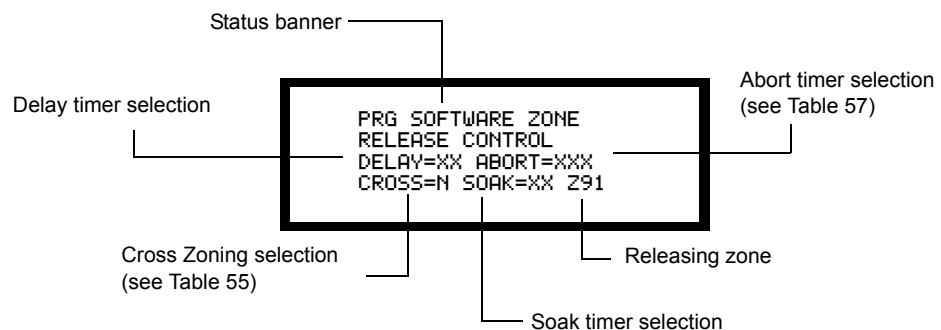 Status banner
Delay timer selection
Abort timer selection
(see Table 57)
PRG SOFTWARE ZONE
RELEASE CONTROL
DELAY=XX ABORT=XXX
CROSS=N SOAK=XX Z91
Cross Zoning selection
(see Table 55)
Releasing zone
Soak timer selection